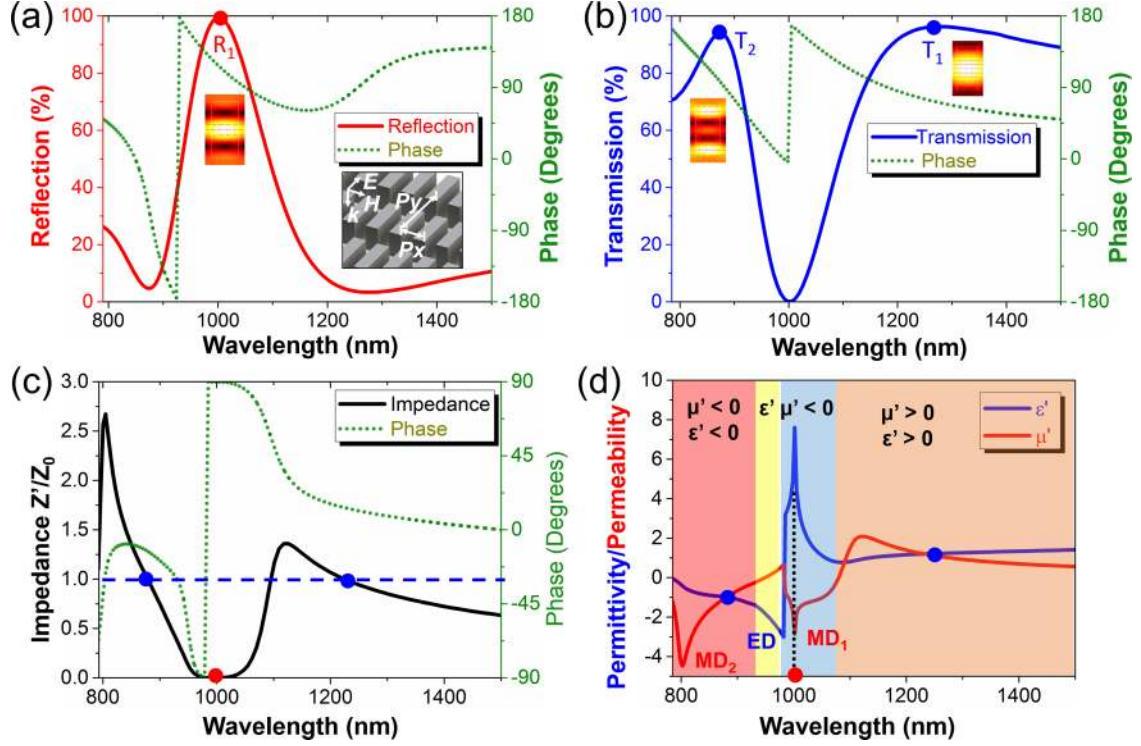 (a)
100
80
60
40
20
0
Reflection (%)
R1
Reflection
Phase
E
H
k
Py
Px
180
90
0
-90
-180
Phase (Degrees)
800 1000 1200 1400
Wavelength (nm)
(b)
100
80
60
40
20
0
Transmission (%)
T2
T1
Transmission
Phase
180
90
0
-90
-180
Phase (Degrees)
800 1000 1200 1400
Wavelength (nm)
(c)
3.0
2.5
2.0
1.5
1.0
0.5
0.0
Impedance Z'/Z0
Impedance
Phase
90
45
0
-45
-90
Phase (Degrees)
800 1000 1200 1400
Wavelength (nm)
(d)
10
8
6
4
2
0
-2
-4
Permittivity/Permeability
μ' < 0
ε' < 0
ε'
μ' < 0
μ' > 0
ε' > 0
ε'
μ'
MD2
ED
MD1
800 1000 1200 1400
Wavelength (nm)